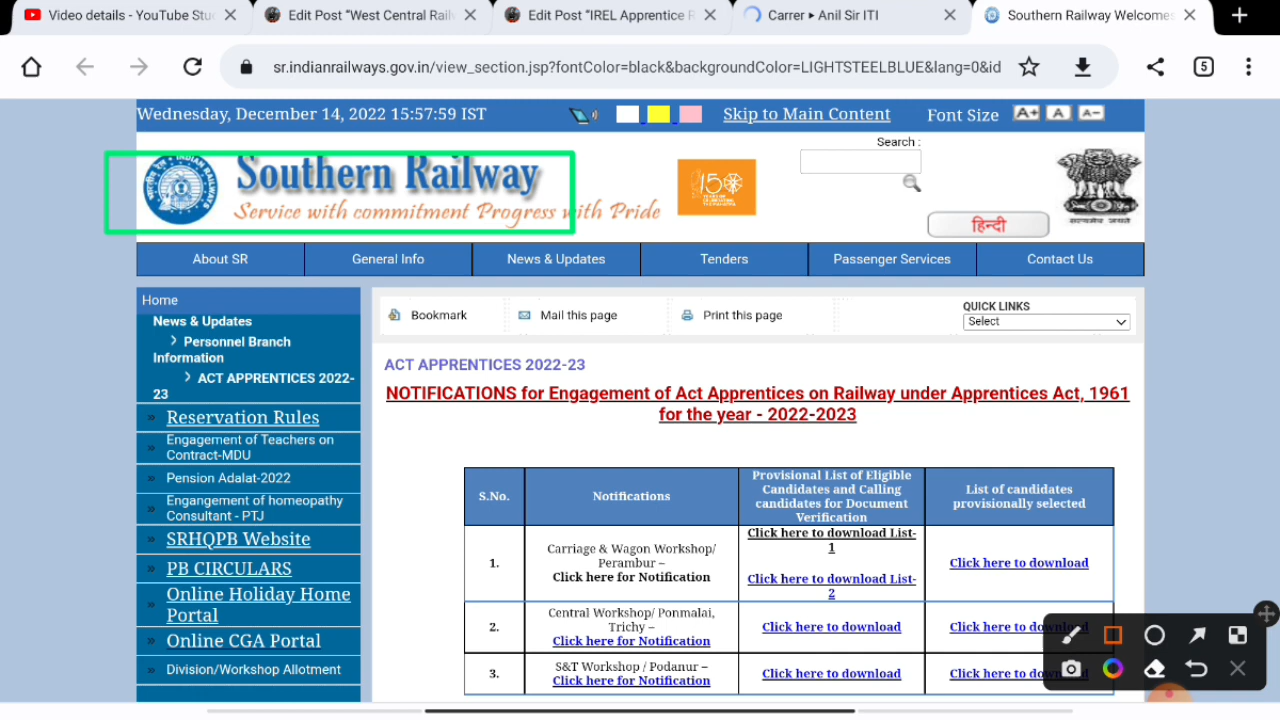 Video details - YouTube Stu
Edit Post “West Central Rail
Edit Post “IREL Apprentice R
Carrer ▸ Anil Sir ITI
Southern Railway Welcomes
sr.indianrailways.gov.in/view_section.jsp?fontColor=black&backgroundColor=LIGHTSTEELBLUE&lang=0&id
5
Wednesday, December 14, 2022 15:57:59 IST
Skip to Main Content
Font Size A+ A A-
Search :
Southern Railway
Service with commitment Progress with Pride
150
सत्यमेव जयते
हिन्दी
About SR
General Info
News & Updates
Tenders
Passenger Services
Contact Us
Home
News & Updates
Personnel Branch
Information
ACT APPRENTICES 2022-
23
Reservation Rules
Engagement of Teachers on
Contract-MDU
Pension Adalat-2022
Engangement of homeopathy
Consultant - PTJ
SRHQPB Website
PB CIRCULARS
Online Holiday Home
Portal
Online CGA Portal
Division/Workshop Allotment
Bookmark
Mail this page
Print this page
QUICK LINKS
Select
ACT APPRENTICES 2022-23
NOTIFICATIONS for Engagement of Act Apprentices on Railway under Apprentices Act, 1961
for the year - 2022-2023
S.No.
Notifications
Provisional List of Eligible
Candidates and Calling
candidates for Document
Verification
List of candidates
provisionally selected
1.
Carriage & Wagon Workshop/
Perambur –
Click here for Notification
Click here to download List-
1
Click here to download List-
2
Click here to download
2.
Central Workshop/ Ponmalai,
Trichy –
Click here for Notification
Click here to download
Click here to do
3.
S&T Workshop / Podanur –
Click here for Notification
Click here to download
Click here to do